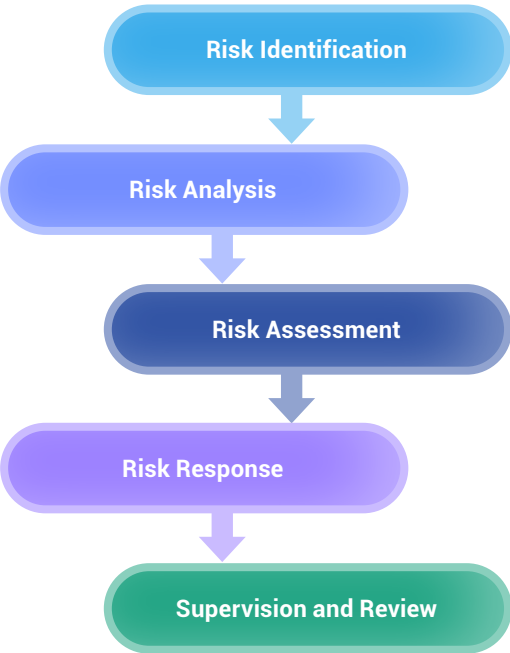 Risk Identification
Risk Analysis
Risk Assessment
Risk Response
Supervision and Review